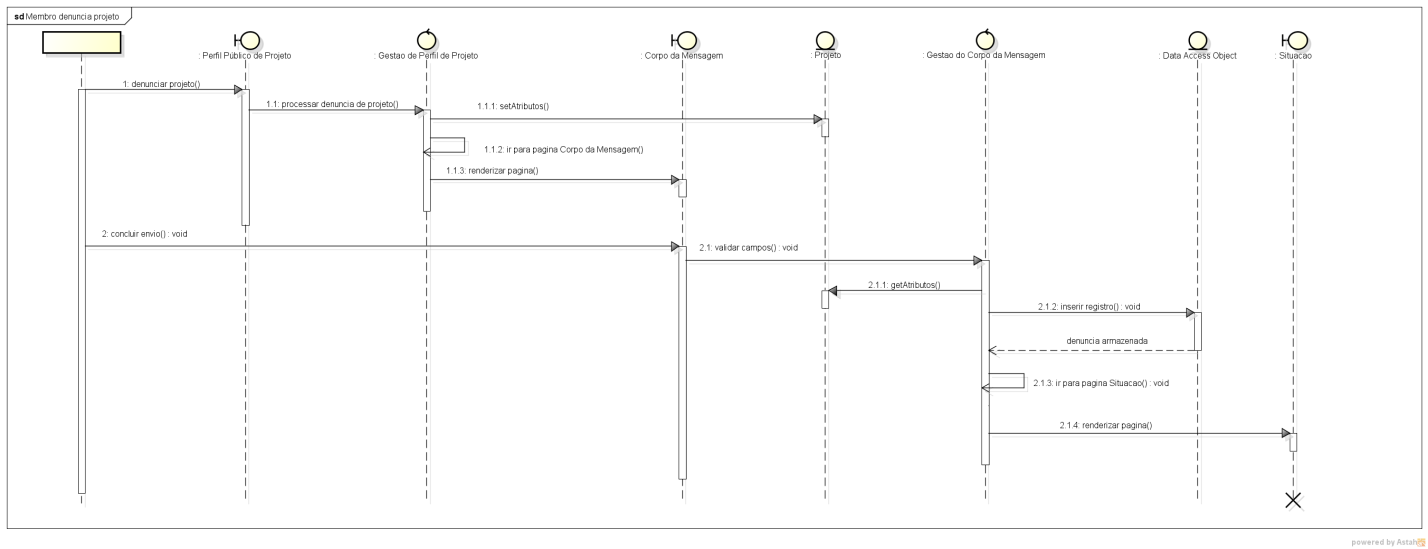 sd Membro denuncia projeto
: Perfil Público de Projeto
: Gestao de Perfil de Projeto
: Corpo da Mensagem
: Projeto
: Gestao do Corpo da Mensagem
: Data Access Object
: Situacao
1: denunciar projeto()
1.1: processar denuncia de projeto()
1.1.1: setAtributos()
1.1.2: ir para pagina Corpo da Mensagem()
1.1.3: renderizar pagina()
2: concluir envio() : void
2.1: validar campos() : void
2.1.1: getAtributos()
2.1.2: inserir registro() : void
denuncia armazenada
2.1.3: ir para pagina Situacao() : void
2.1.4: renderizar pagina()
powered by Astah